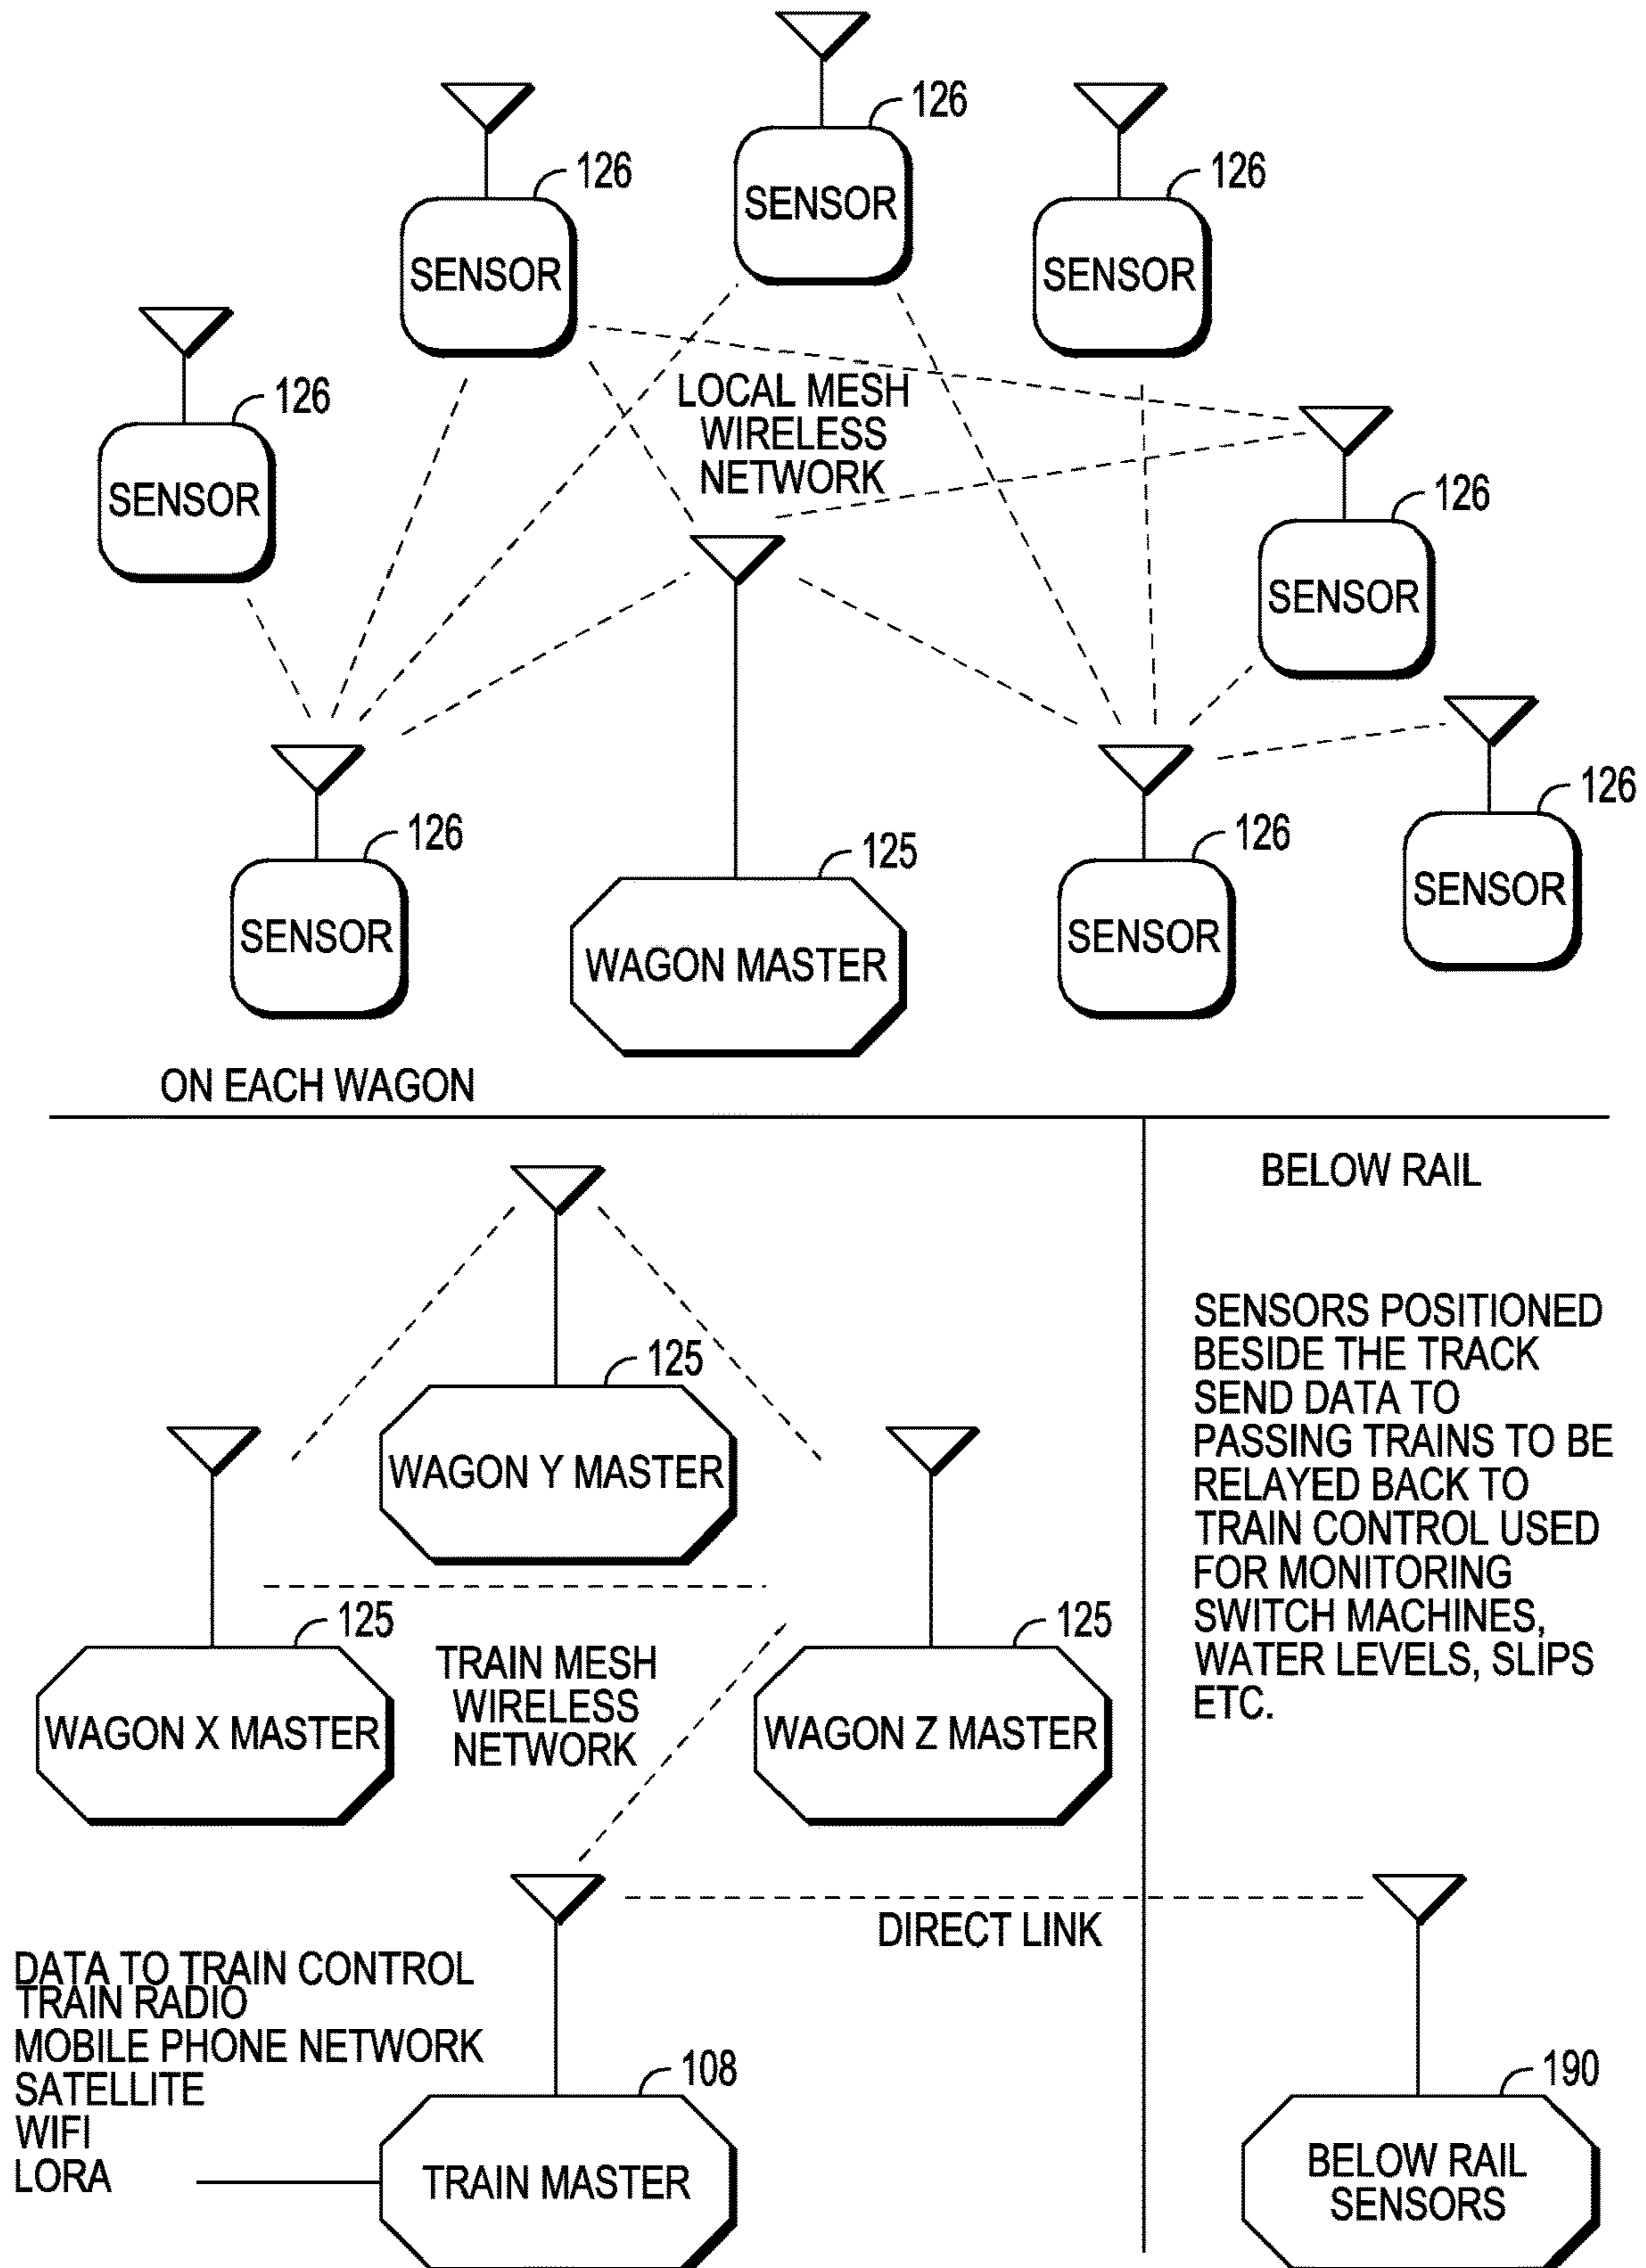 126
126
SENSOR
126
SENSOR
126
SENSOR
126
SENSOR
LOCAL MESH
WIRELESS
NETWORK
126
SENSOR
126
SENSOR
125
WAGON MASTER
126
SENSOR
126
SENSOR
ON EACH WAGON
125
WAGON Y MASTER
125
WAGON X MASTER
TRAIN MESH
WIRELESS
NETWORK
125
WAGON Z MASTER
BELOW RAIL
SENSORS POSITIONED
BESIDE THE TRACK
SEND DATA TO
PASSING TRAINS TO BE
RELAYED BACK TO
TRAIN CONTROL USED
FOR MONITORING
SWITCH MACHINES,
WATER LEVELS, SLIPS
ETC.
DIRECT LINK
DATA TO TRAIN CONTROL
TRAIN RADIO
MOBILE PHONE NETWORK
SATELLITE
WIFI
LORA
108
TRAIN MASTER
190
BELOW RAIL
SENSORS